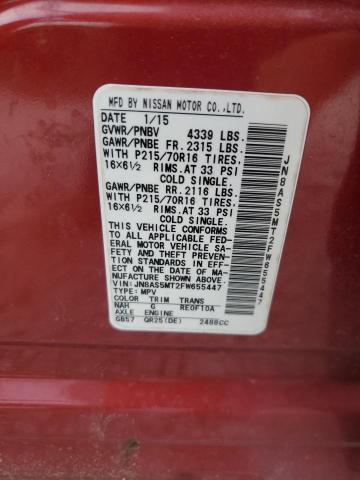 MFD BY NISSAN MOTOR CO.,LTD.
DATE 1/15
GVWR/PNBV 4339 LBS.
GAWR/PNBE FR. 2315 LBS.
WITH P215/70R16 TIRES,
16X6½ RIMS.AT 33 PSI
COLD SINGLE.
GAWR/PNBE RR. 2116 LBS.
WITH P215/70R16 TIRES,
16X6½ RIMS.AT 33 PSI
COLD SINGLE.
THIS VEHICLE CONFORMS
TO ALL APPLICABLE FED-
ERAL MOTOR VEHICLE SAF-
ETY AND THEFT PREVENTI-
ON STANDARDS IN EFF-
ECT ON THE DATE OF MA-
NUFACTURE SHOWN ABOVE.
VIN:JN8AS5MT2FW655447
TYPE:MPV
COLOR TRIM TRANS
NAH G RE0F10A
AXLE ENGINE
GB57 QR25(DE) 2488CC
JN8AS5MT2FW655447